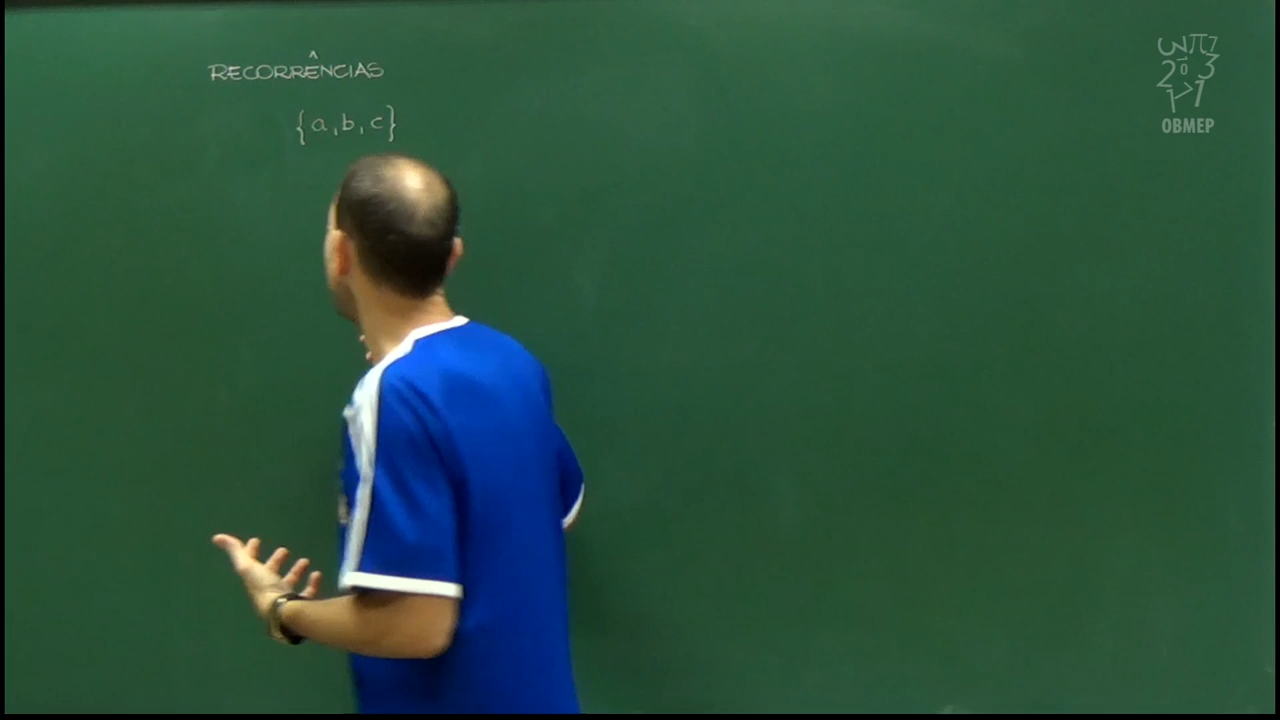 RECORRÊNCIAS
{a, b, c}
OBMEP